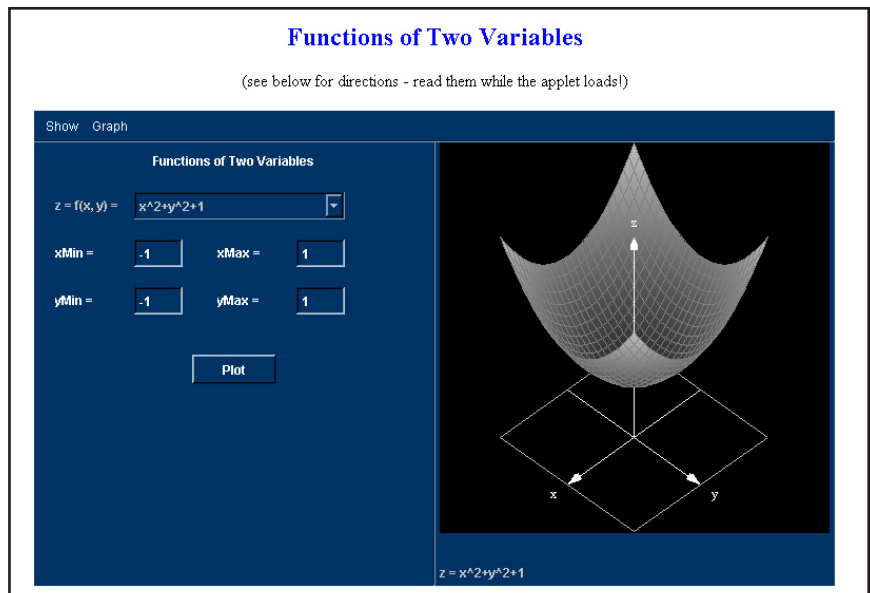 Functions of Two Variables
(see below for directions - read them while the applet loads!)
Show Graph
Functions of Two Variables
z = f(x, y) = x^2+y^2+1
xMin = -1 xMax = 1
yMin = -1 yMax = 1
Plot
z
x
y
z = x^2+y^2+1